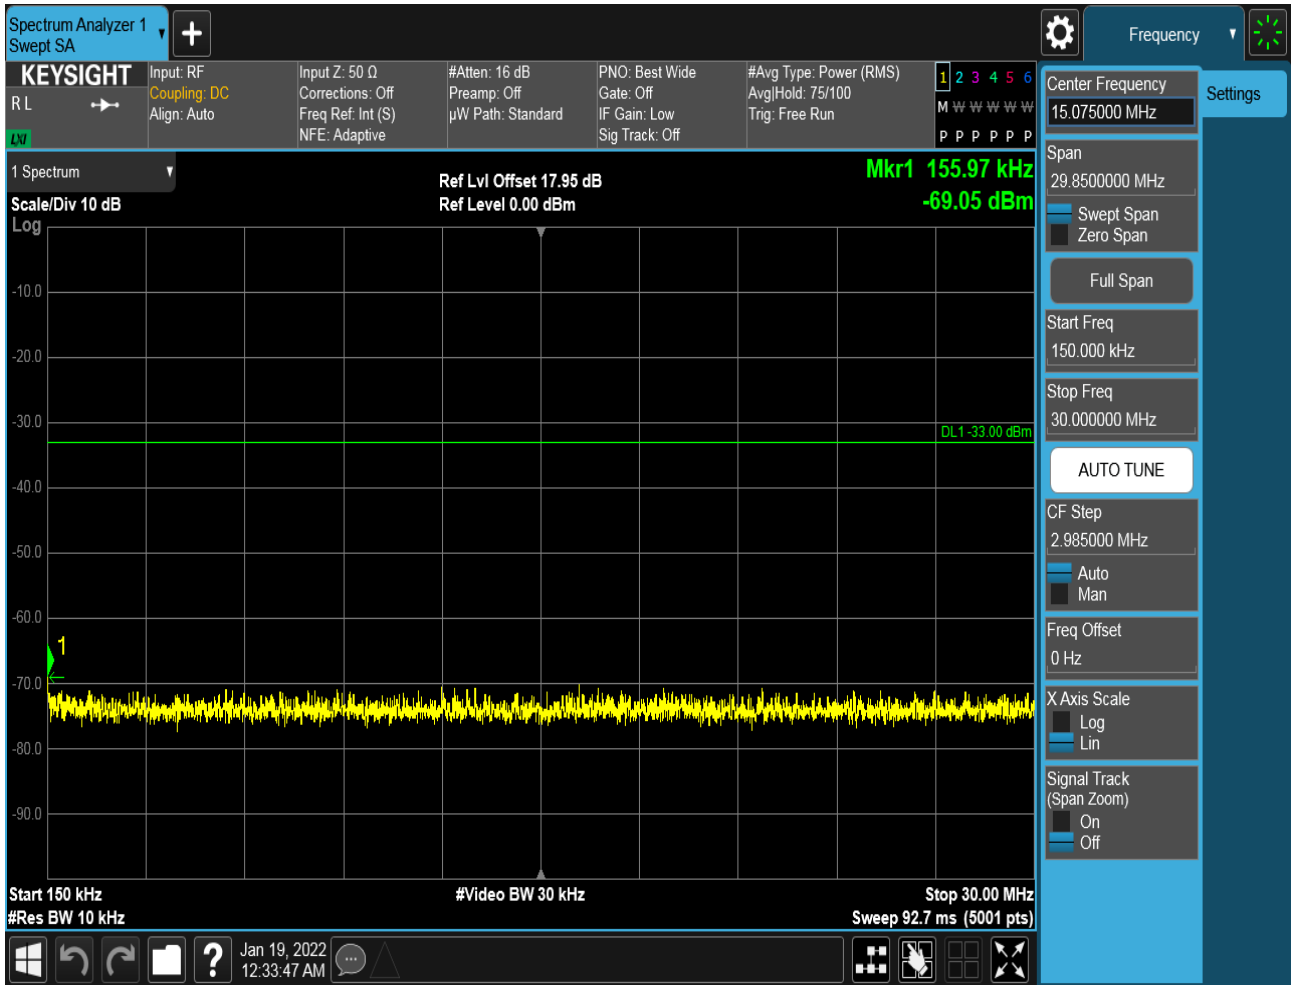 Spectrum Analyzer 1
Swept SA
+
Frequency
KEYSIGHT
R L
LXI
Input: RF
Coupling: DC
Align: Auto
Input Z: 50 Ω
Corrections: Off
Freq Ref: Int (S)
NFE: Adaptive
#Atten: 16 dB
Preamp: Off
µW Path: Standard
PNO: Best Wide
Gate: Off
IF Gain: Low
Sig Track: Off
#Avg Type: Power (RMS)
Avg|Hold: 75/100
Trig: Free Run
1 2 3 4 5 6
M W W W W W
P P P P P P
1 Spectrum
Scale/Div 10 dB
Log
Ref Lvl Offset 17.95 dB
Ref Level 0.00 dBm
Mkr1 155.97 kHz
-69.05 dBm
-10.0
-20.0
-30.0
DL1 -33.00 dBm
-40.0
-50.0
-60.0
1
-70.0
-80.0
-90.0
Start 150 kHz
#Video BW 30 kHz
Stop 30.00 MHz
#Res BW 10 kHz
Sweep 92.7 ms (5001 pts)
Center Frequency
15.075000 MHz
Settings
Span
29.8500000 MHz
Swept Span
Zero Span
Full Span
Start Freq
150.000 kHz
Stop Freq
30.000000 MHz
AUTO TUNE
CF Step
2.985000 MHz
Auto
Man
Freq Offset
0 Hz
X Axis Scale
Log
Lin
Signal Track
(Span Zoom)
On
Off
?
Jan 19, 2022
12:33:47 AM